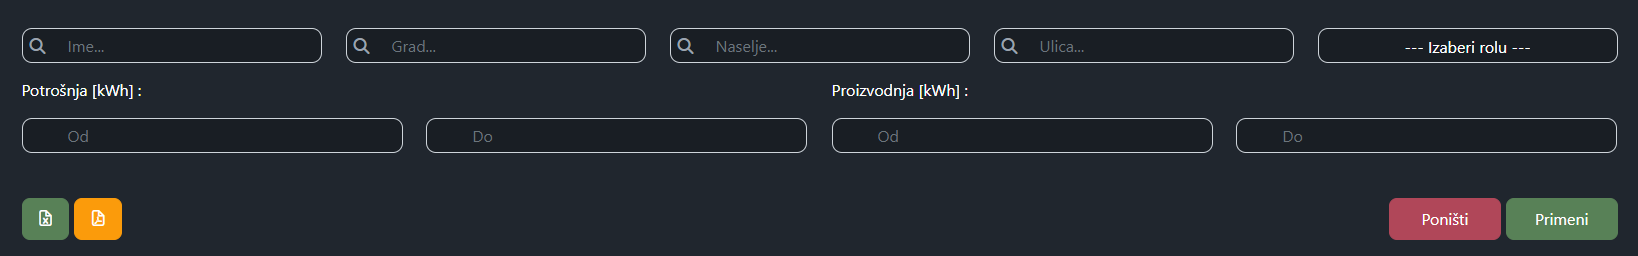 Ime... Grad... Naselje... Ulica... --- Izaberi rolu ---
Potrošnja [kWh] : Proizvodnja [kWh] :
Od Do Od Do
Poništi Primeni